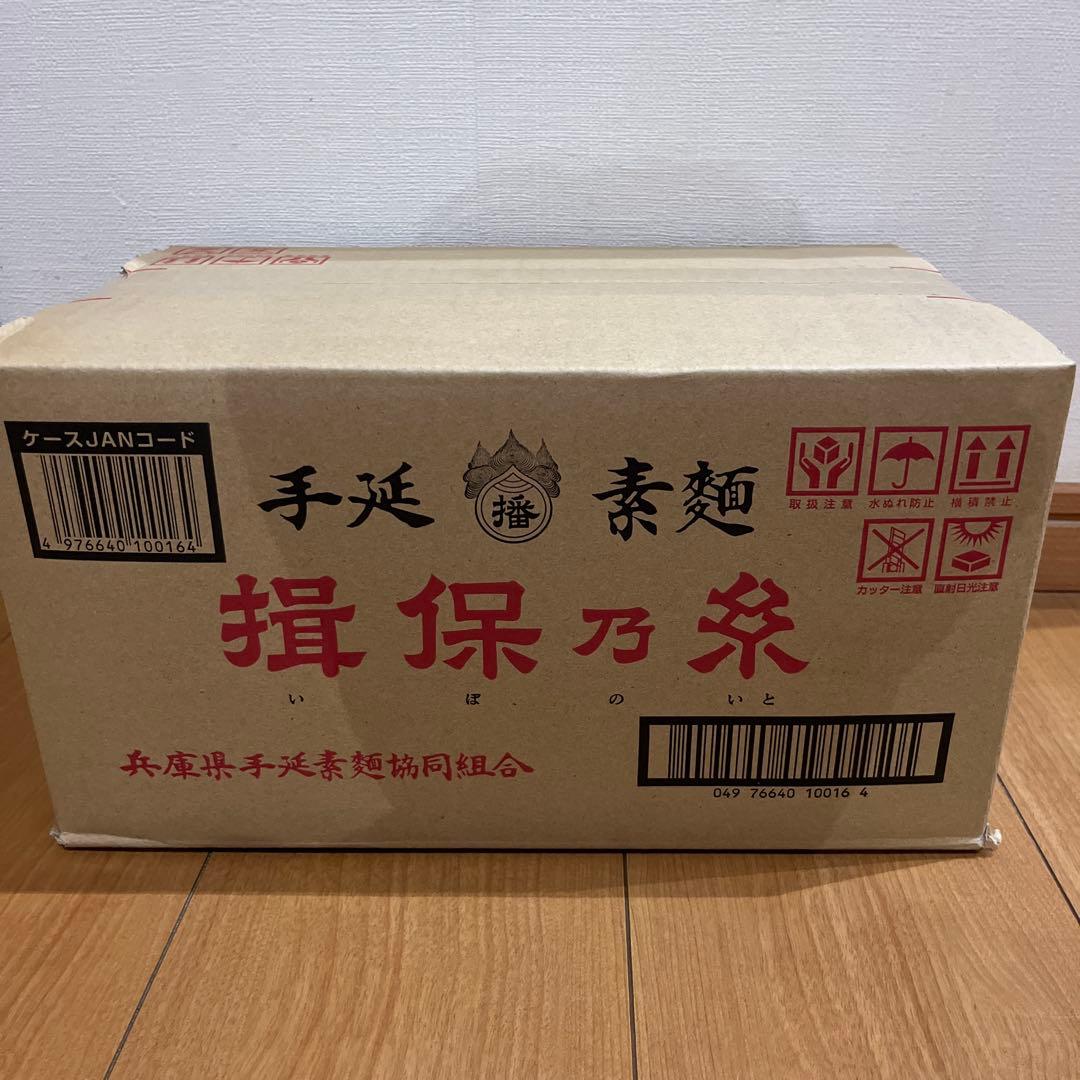 ケースJANコード
4 976640 100164
手延 播 素麵
揖保乃糸
いぼのいと
兵庫県手延素麵協同組合
取扱注意
水ぬれ防止
横積禁止
カッター注意
直射日光注意
049 76640 10016 4